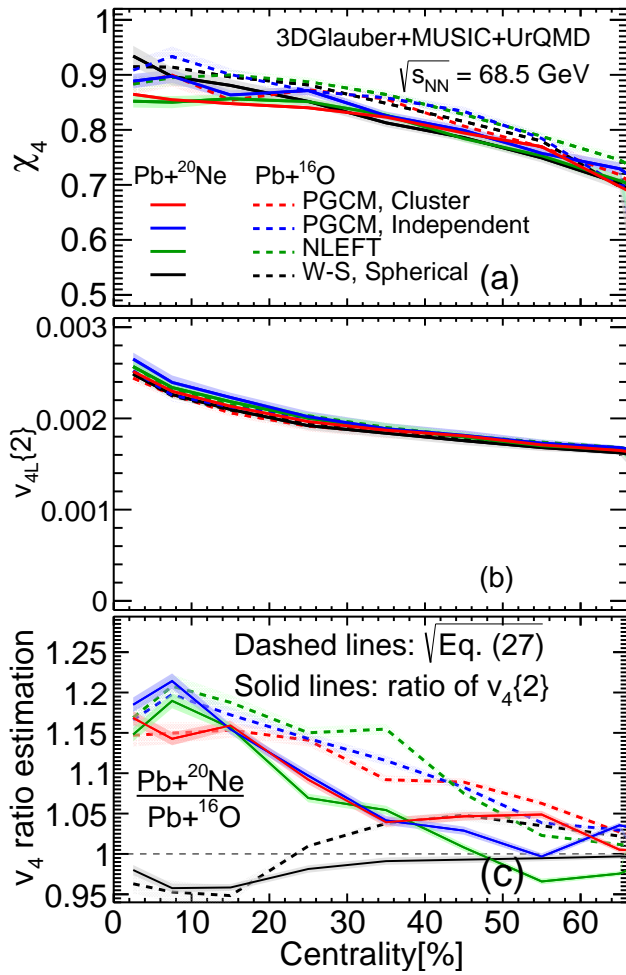 3DGlauber+MUSIC+UrQMD
√s_NN = 68.5 GeV
χ₄
1
0.9
0.8
0.7
0.6
0.5
Pb+²⁰Ne Pb+¹⁶O
PGCM, Cluster
PGCM, Independent
NLEFT
W-S, Spherical
(a)
v₄L{2}
0.003
0.002
0.001
0
(b)
v₄ ratio estimation
Dashed lines: √Eq. (27)
Solid lines: ratio of v₄{2}
1.25
1.2
1.15
1.1
1.05
1
0.95
Pb+²⁰Ne
Pb+¹⁶O
(c)
0 10 20 30 40 50 60
Centrality[%]